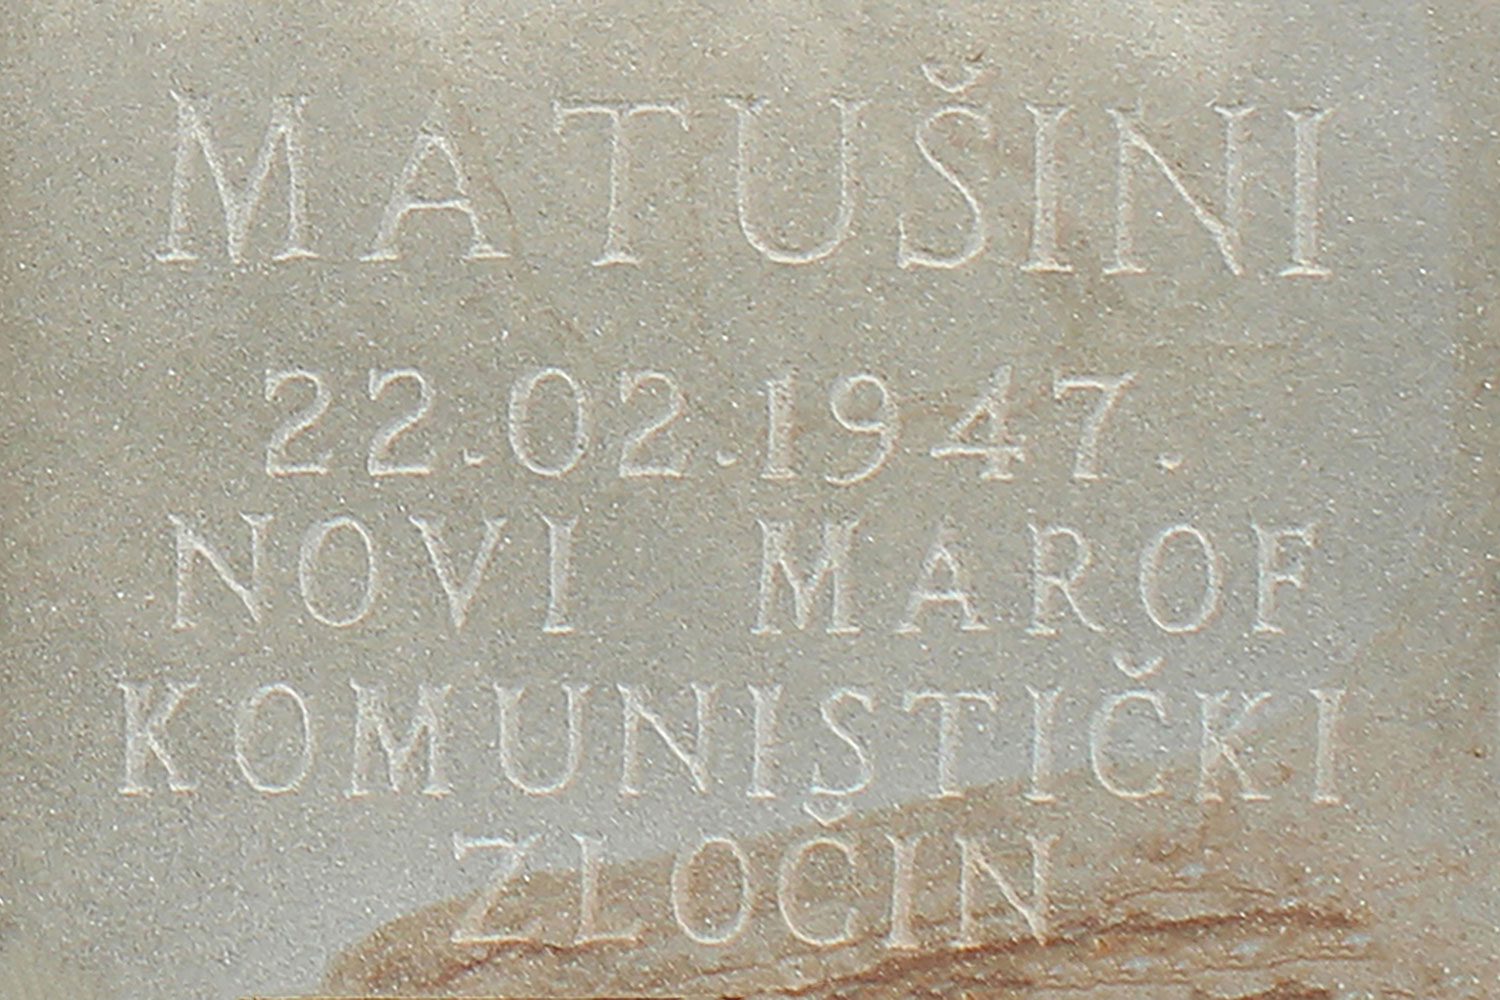 MATUŠINI
22.02.1947.
NOVI MAROF
KOMUNISTIČKI
ZLOČIN